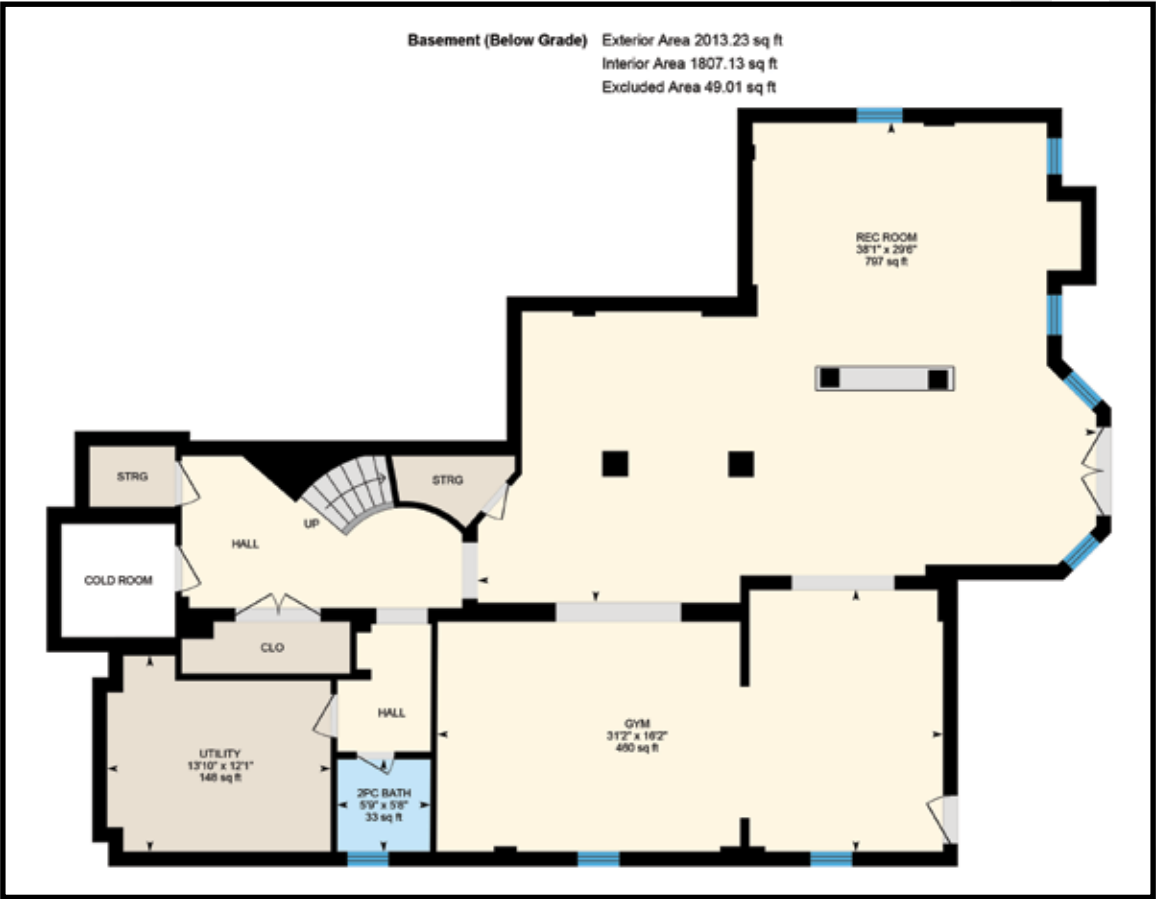 Basement (Below Grade) Exterior Area 2013.23 sq ft
Interior Area 1807.13 sq ft
Excluded Area 49.01 sq ft
REC ROOM
38'1" x 29'6"
797 sq ft
STRG
STRG
UP
HALL
COLD ROOM
CLO
HALL
GYM
31'2" x 16'2"
460 sq ft
UTILITY
13'10" x 12'1"
148 sq ft
2PC BATH
5'9" x 5'8"
33 sq ft